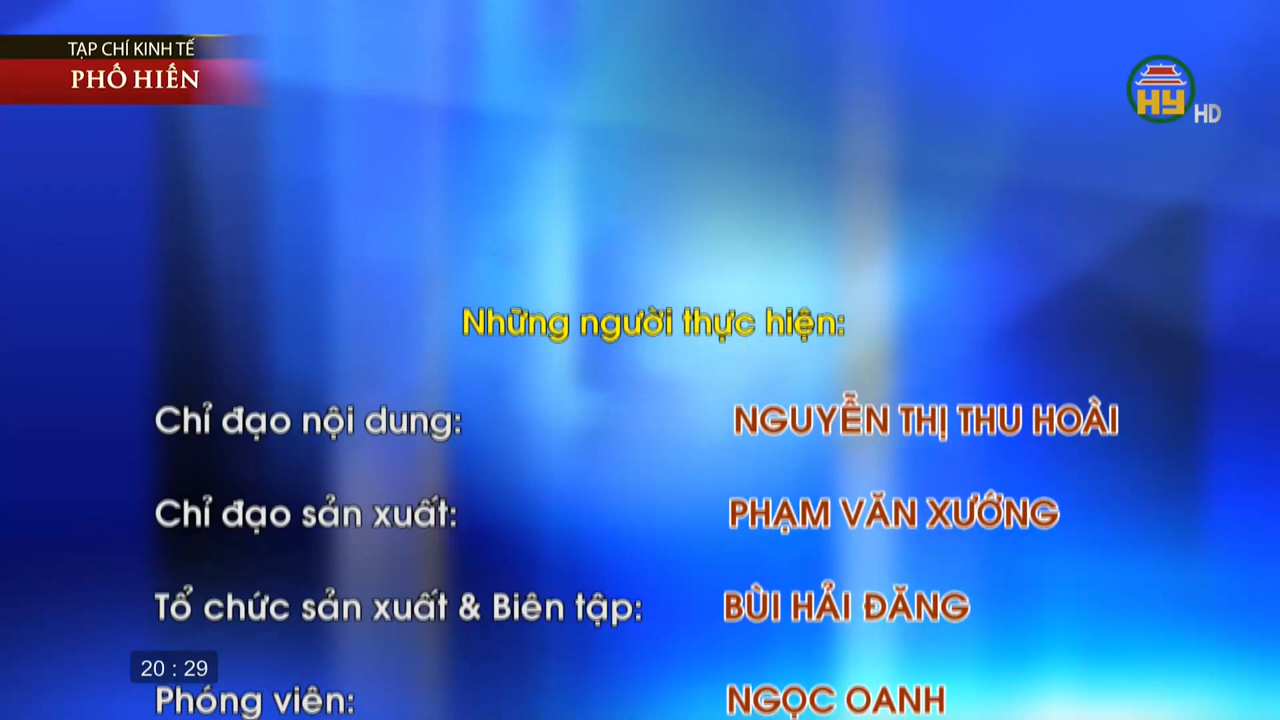 TẠP CHÍ KINH TẾ
PHỐ HIẾN
HY HD
Những người thực hiện:
Chỉ đạo nội dung: NGUYỄN THỊ THU HOÀI
Chỉ đạo sản xuất: PHẠM VĂN XƯỚNG
Tổ chức sản xuất & Biên tập: BÙI HẢI ĐĂNG
20 : 29
Phóng viên: NGỌC OANH